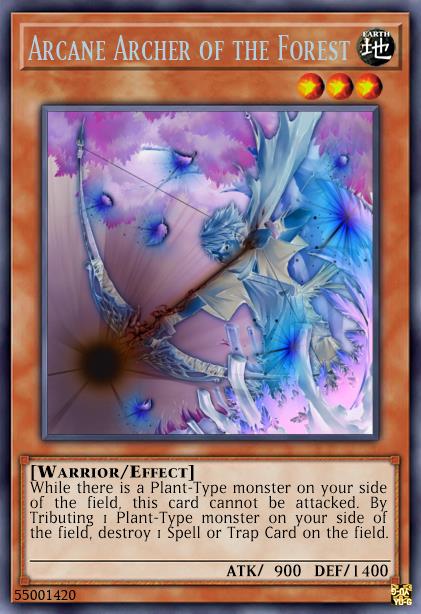 Arcane Archer of the Forest
EARTH
地
[Warrior/Effect]
While there is a Plant-Type monster on your side
of the field, this card cannot be attacked. By
Tributing 1 Plant-Type monster on your side of
the field, destroy 1 Spell or Trap Card on the field.
ATK/ 900 DEF/1400
55001420